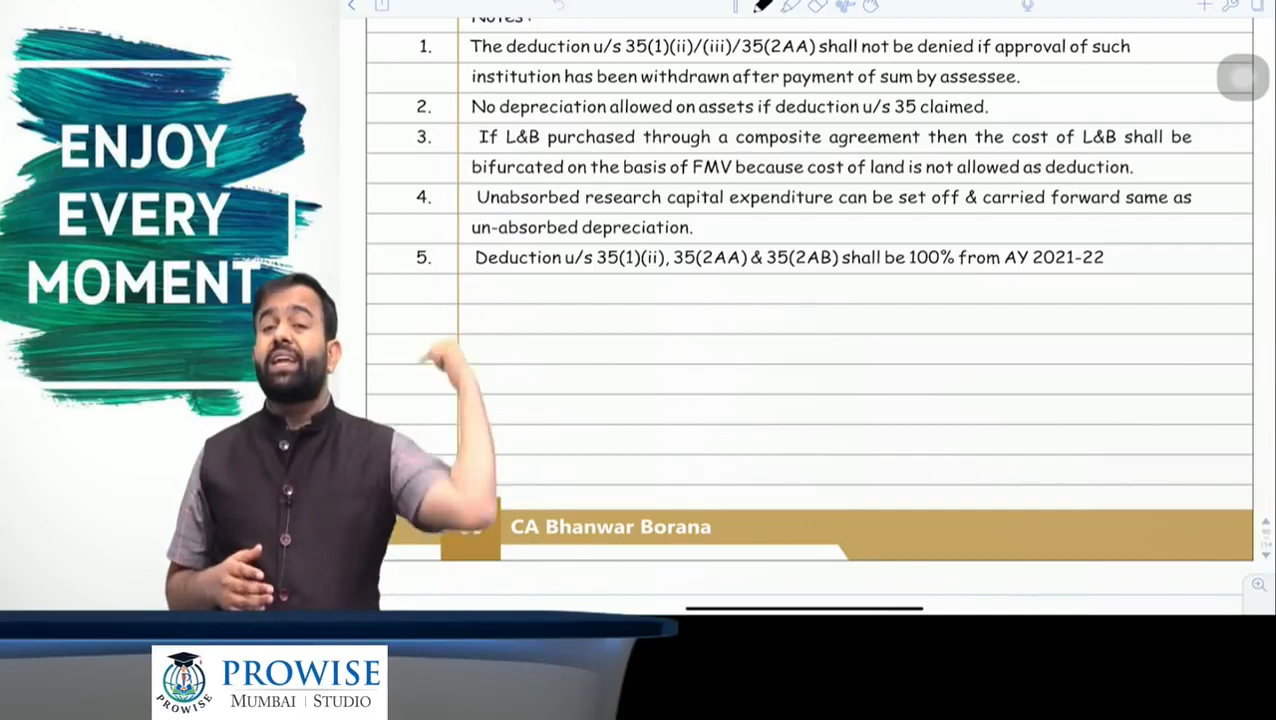 Notes :
1. The deduction u/s 35(1)(ii)/(iii)/35(2AA) shall not be denied if approval of such
institution has been withdrawn after payment of sum by assessee.
2. No depreciation allowed on assets if deduction u/s 35 claimed.
3. If L&B purchased through a composite agreement then the cost of L&B shall be
bifurcated on the basis of FMV because cost of land is not allowed as deduction.
4. Unabsorbed research capital expenditure can be set off & carried forward same as
un-absorbed depreciation.
5. Deduction u/s 35(1)(ii), 35(2AA) & 35(2AB) shall be 100% from AY 2021-22
ENJOY
EVERY
MOMENT
CA Bhanwar Borana
PROWISE
MUMBAI | STUDIO
PROWISE